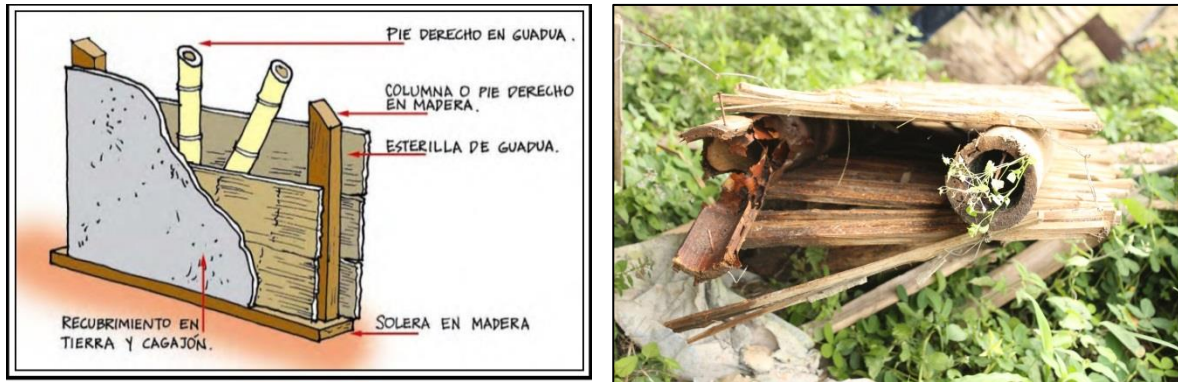 PIE DERECHO EN GUADUA.
COLUMNA O PIE DERECHO
EN MADERA.
ESTERILLA DE GUADUA.
RECUBRIMIENTO EN
TIERRA Y CAGAJÓN.
SOLERA EN MADERA